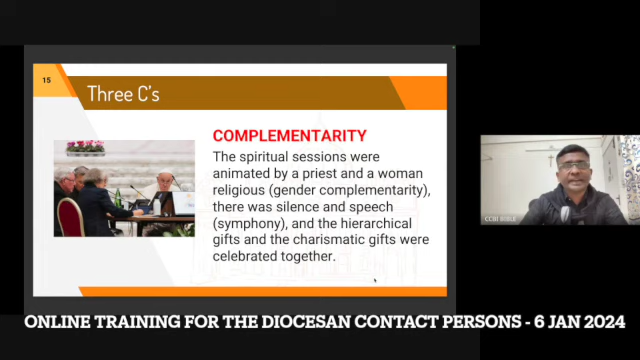 15
Three C's
COMPLEMENTARITY
The spiritual sessions were
animated by a priest and a woman
religious (gender complementarity),
there was silence and speech
(symphony), and the hierarchical
gifts and the charismatic gifts were
celebrated together.
CCBI BIBLE
ONLINE TRAINING FOR THE DIOCESAN CONTACT PERSONS - 6 JAN 2024